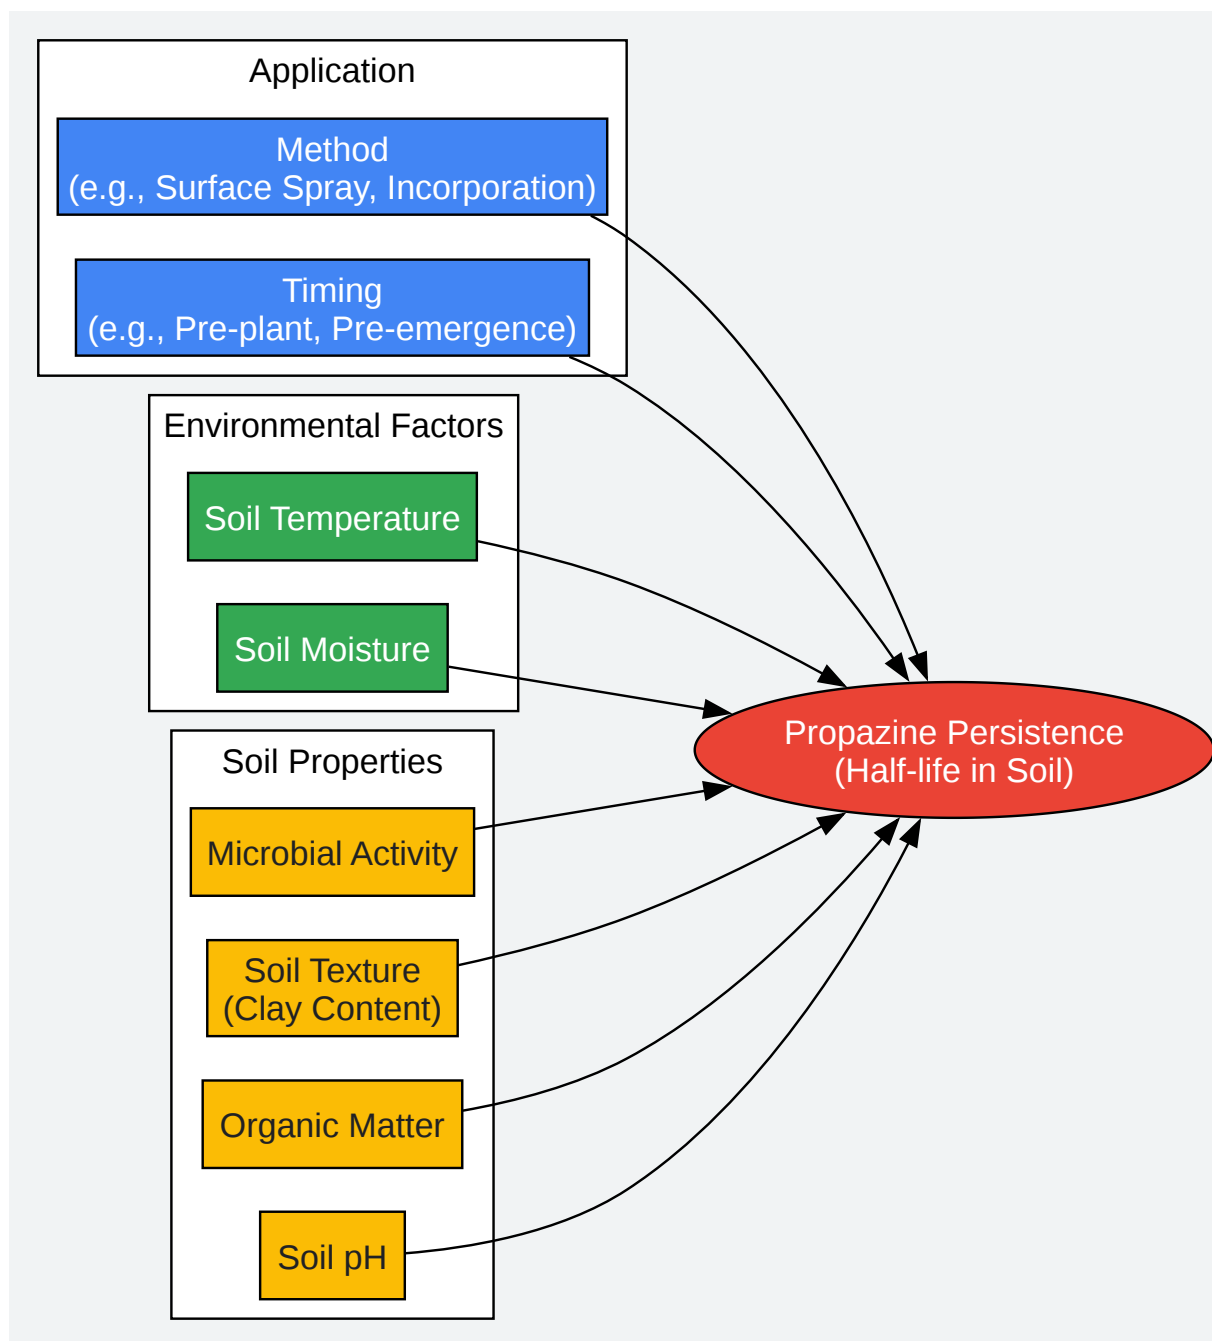 Application
Method
(e.g., Surface Spray, Incorporation)
Timing
(e.g., Pre-plant, Pre-emergence)
Environmental Factors
Soil Temperature
Soil Moisture
Soil Properties
Microbial Activity
Soil Texture
(Clay Content)
Organic Matter
Soil pH
Propazine Persistence
(Half-life in Soil)